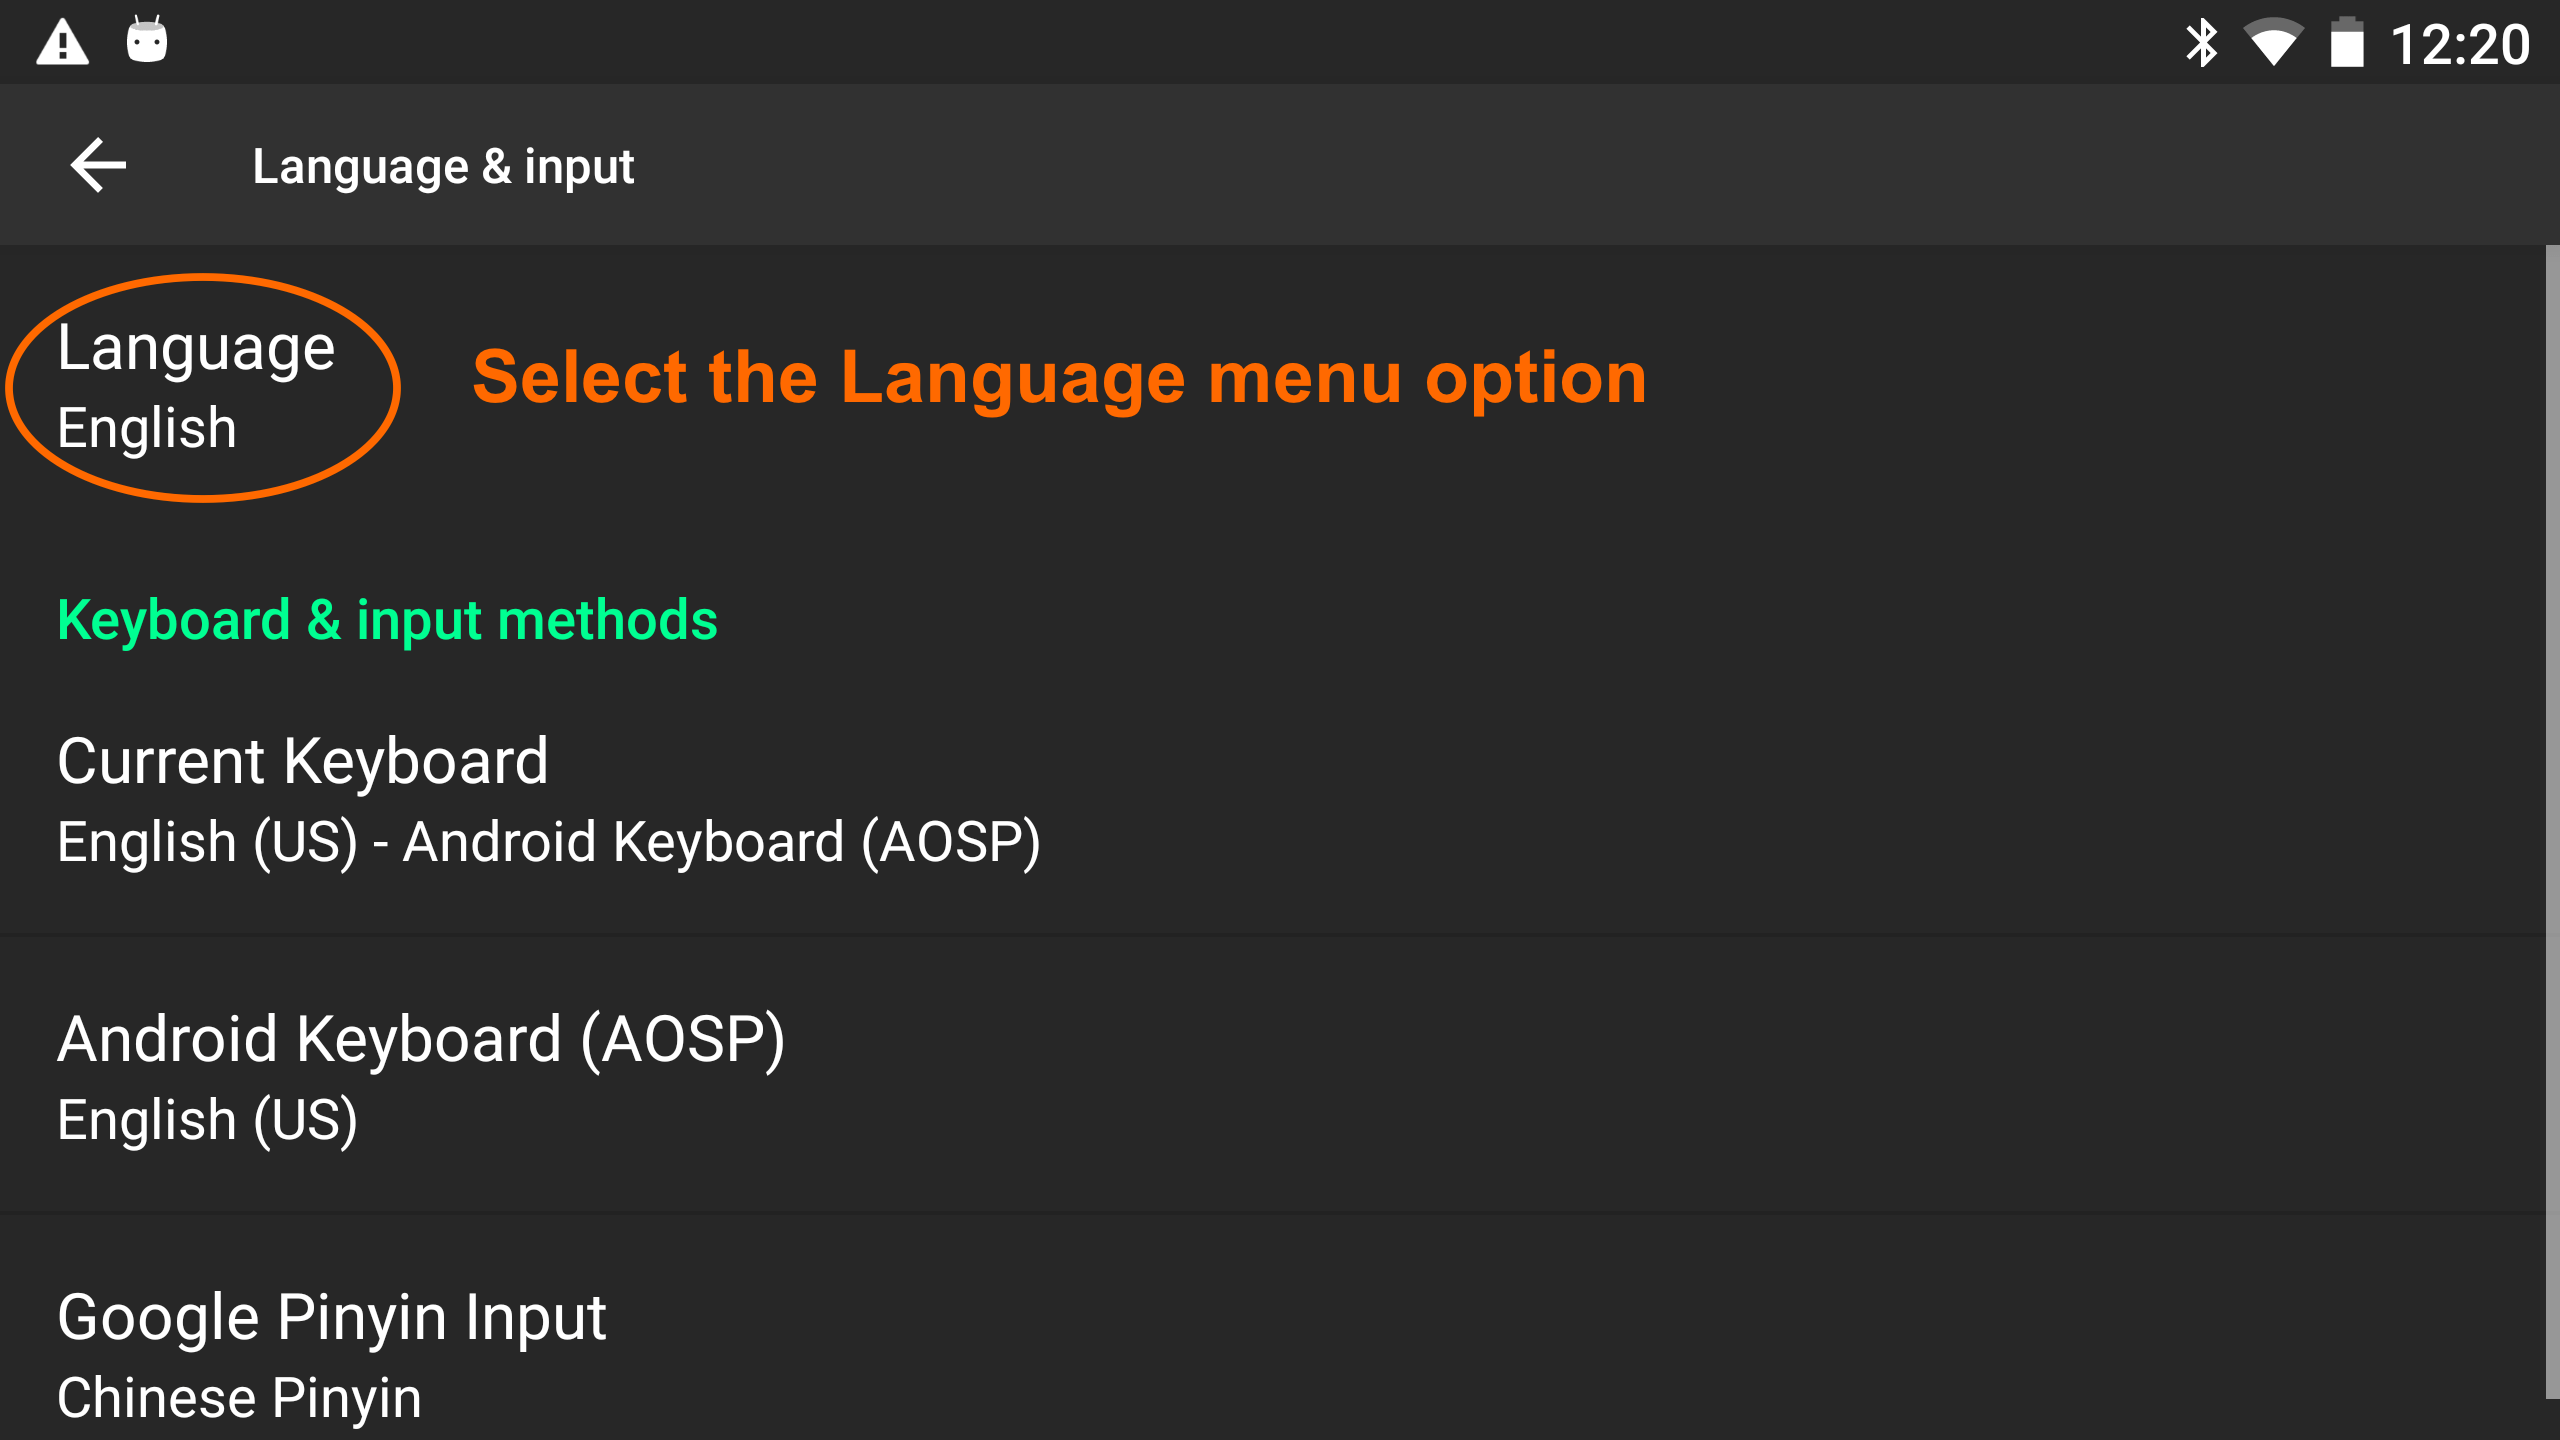 12:20
Language & input
Language
English
Select the Language menu option
Keyboard & input methods
Current Keyboard
English (US) - Android Keyboard (AOSP)
Android Keyboard (AOSP)
English (US)
Google Pinyin Input
Chinese Pinyin